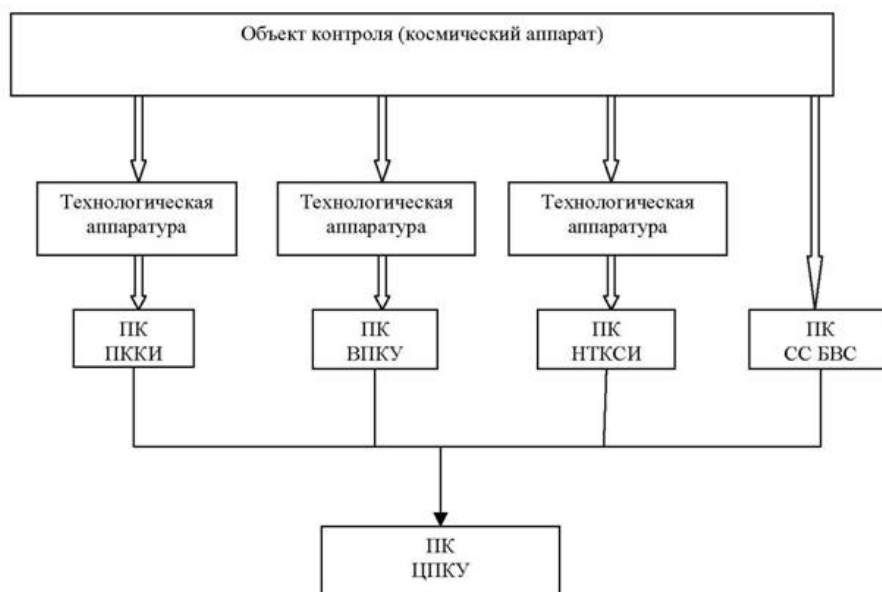 Объект контроля (космический аппарат)
Технологическая
аппаратура
Технологическая
аппаратура
Технологическая
аппаратура
ПК
ПККИ
ПК
ВПКУ
ПК
НТКСИ
ПК
СС БВС
ПК
ЦПКУ